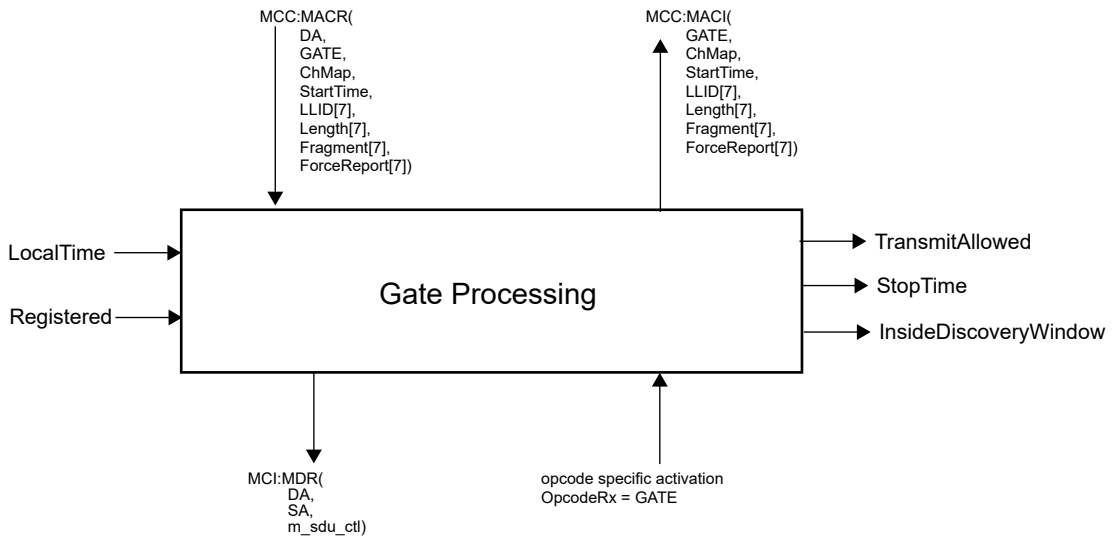 MCC:MACR(
DA,
GATE,
ChMap,
StartTime,
LLID[7],
Length[7],
Fragment[7],
ForceReport[7])
MCC:MACI(
GATE,
ChMap,
StartTime,
LLID[7],
Length[7],
Fragment[7],
ForceReport[7])
LocalTime
Registered
Gate Processing
TransmitAllowed
StopTime
InsideDiscoveryWindow
MCI:MDR(
DA,
SA,
m_sdu_ctl)
opcode specific activation
OpcodeRx = GATE